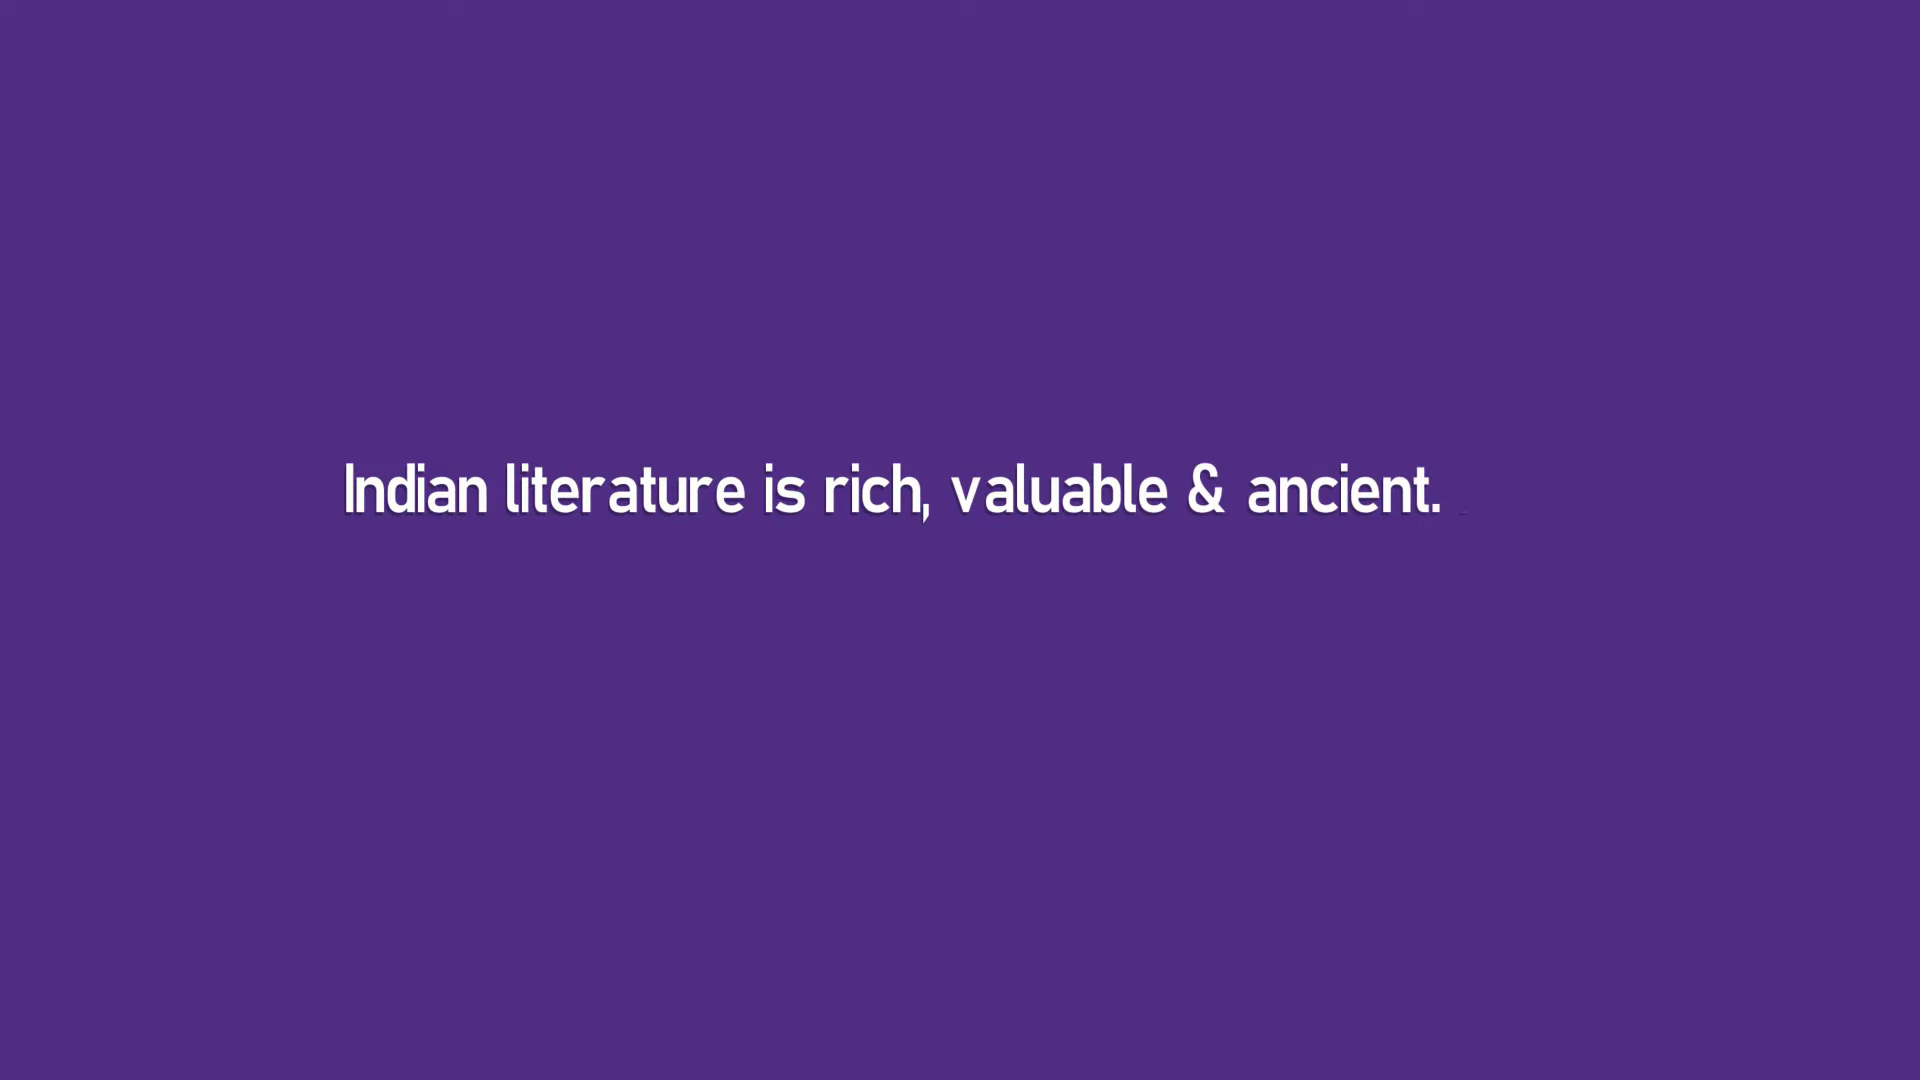 Indian literature is rich, valuable & ancient.